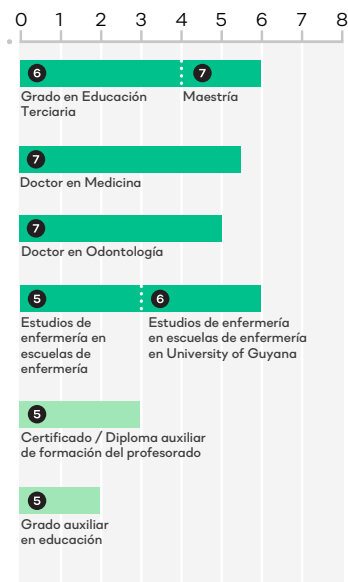 0 1 2 3 4 5 6 7 8
6 7
Grado en Educación Maestría
Terciaria
7
Doctor en Medicina
7
Doctor en Odontología
5 6
Estudios de
enfermería en
escuelas de
enfermería
Estudios de enfermería
en escuelas de enfermería
en University of Guyana
5
Certificado / Diploma auxiliar
de formación del profesorado
5
Grado auxiliar
en educación